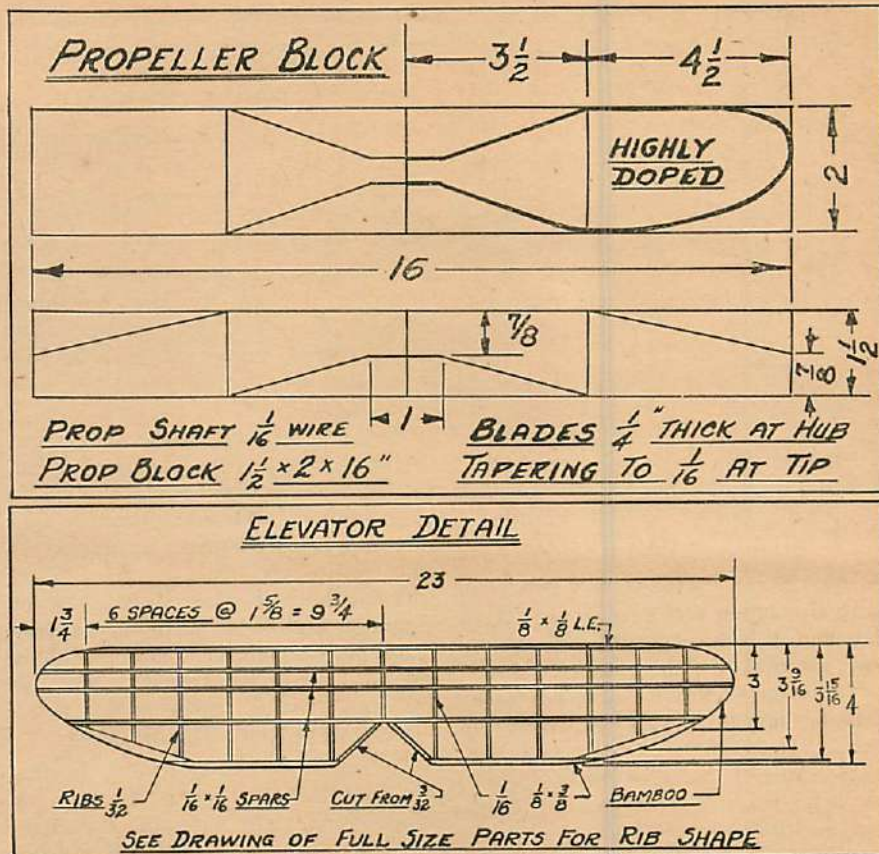 PROPELLER BLOCK
3 1/2
4 1/2
HIGHLY
DOPED
2
16
7/8
1 1/2
7/8
1
PROP SHAFT 1/16 WIRE
PROP BLOCK 1 1/2 x 2 x 16"
BLADES 1/4" THICK AT HUB
TAPERING TO 1/16 AT TIP
ELEVATOR DETAIL
23
1 3/4
6 SPACES @ 1 5/8 = 9 3/4
1/8 x 1/8 L.E.
3
3 9/16
3 15/16
4
RIBS 1/32
1/16 x 1/16 SPARS
CUT FROM 3/32
1/16
1/8 x 3/8
BAMBOO
SEE DRAWING OF FULL SIZE PARTS FOR RIB SHAPE